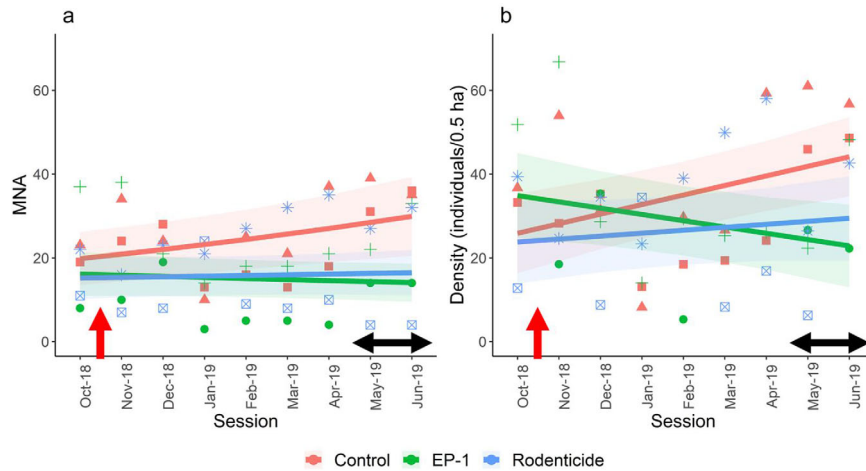 a
MNA
60
40
20
0
Oct-18
Nov-18
Dec-18
Jan-19
Feb-19
Mar-19
Apr-19
May-19
Jun-19
Session
b
Density (individuals/0.5 ha)
60
40
20
0
Oct-18
Nov-18
Dec-18
Jan-19
Feb-19
Mar-19
Apr-19
May-19
Jun-19
Session
Control EP-1 Rodenticide